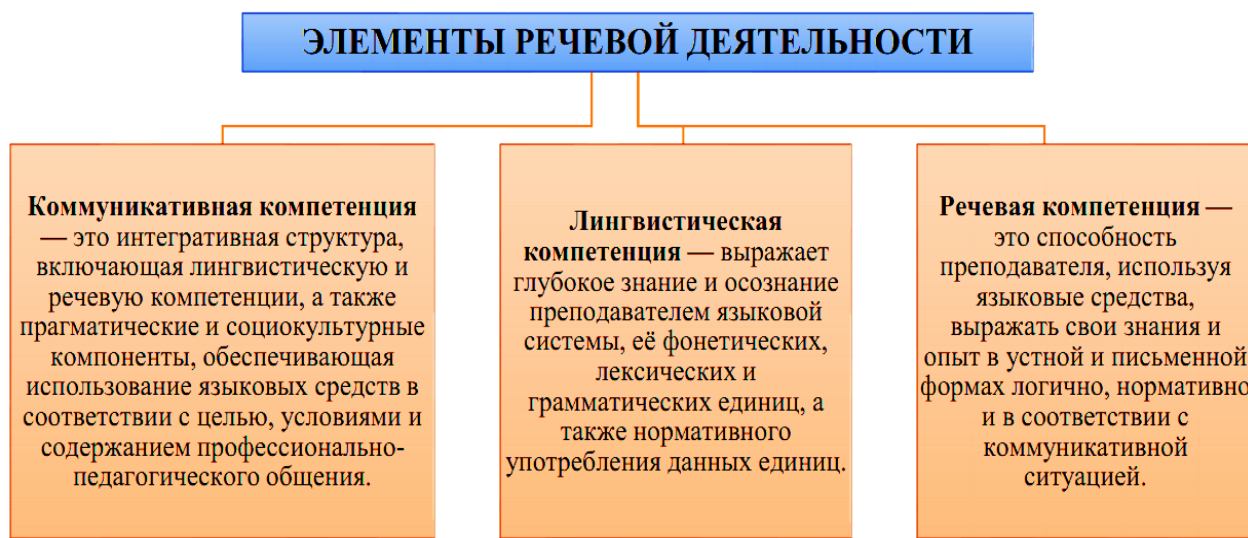 ЭЛЕМЕНТЫ РЕЧЕВОЙ ДЕЯТЕЛЬНОСТИ
Коммуникативная компетенция
— это интегративная структура,
включающая лингвистическую и
речевую компетенции, а также
прагматические и социокультурные
компоненты, обеспечивающая
использование языковых средств в
соответствии с целью, условиями и
содержанием профессионально-
педагогического общения.
Лингвистическая
компетенция — выражает
глубокое знание и осознание
преподавателем языковой
системы, её фонетических,
лексических и
грамматических единиц, а
также нормативного
употребления данных единиц.
Речевая компетенция —
это способность
преподавателя, используя
языковые средства,
выражать свои знания и
опыт в устной и письменной
формах логично, нормативно
и в соответствии с
коммуникативной
ситуацией.